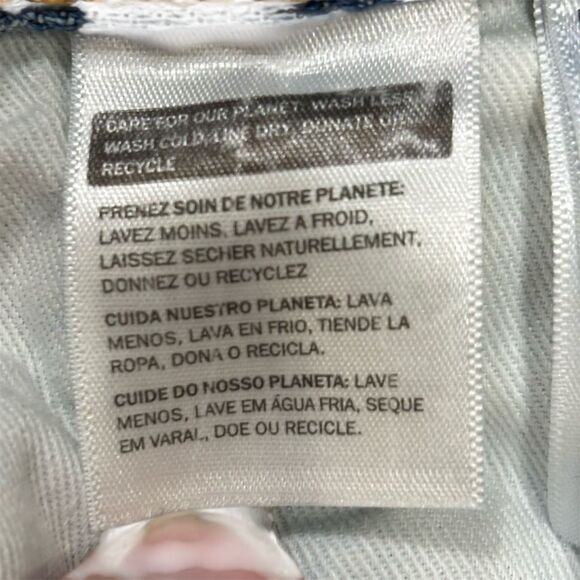 CARE FOR OUR PLANET: WASH LESS,
WASH COLD, LINE DRY, DONATE OR
RECYCLE
PRENEZ SOIN DE NOTRE PLANETE:
LAVEZ MOINS, LAVEZ A FROID,
LAISSEZ SECHER NATURELLEMENT,
DONNEZ OU RECYCLEZ
CUIDA NUESTRO PLANETA: LAVA
MENOS, LAVA EN FRIO, TIENDE LA
ROPA, DONA O RECICLA.
CUIDE DO NOSSO PLANETA: LAVE
MENOS, LAVE EM ÁGUA FRIA, SEQUE
EM VARAL, DOE OU RECICLE.